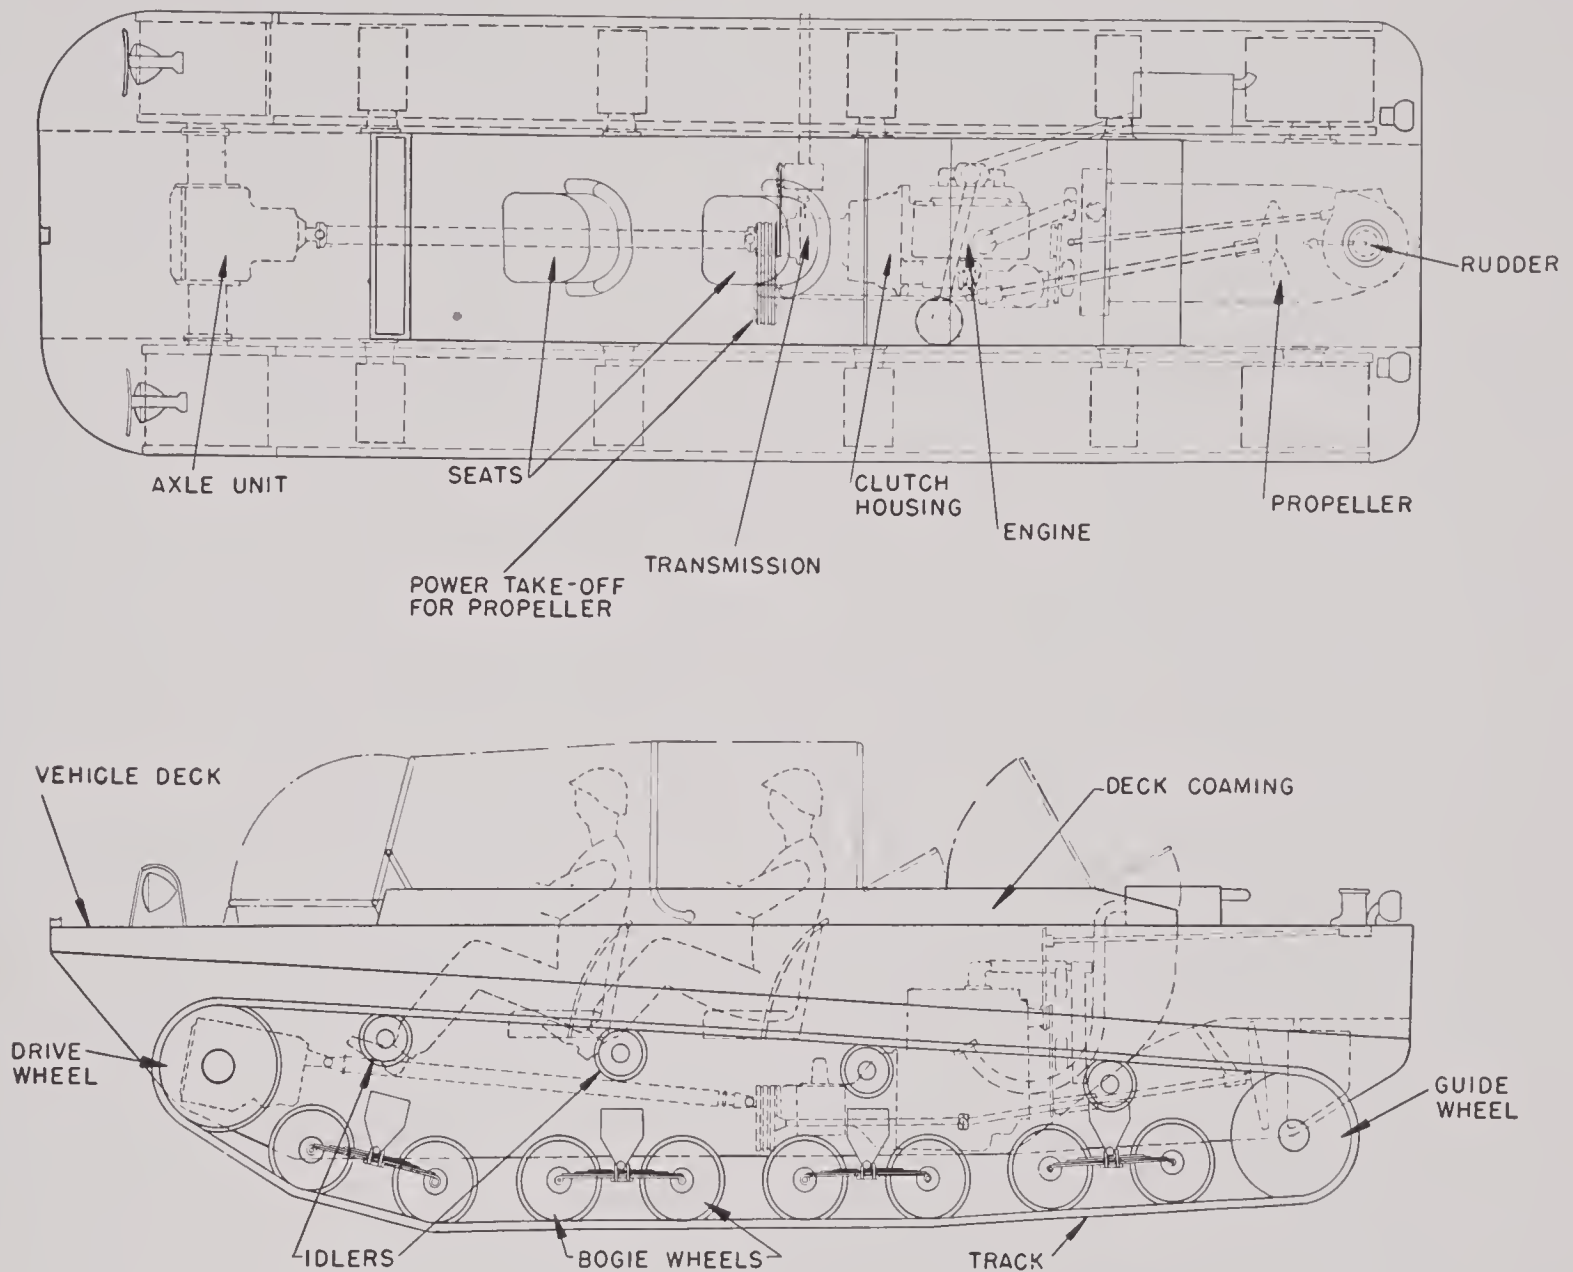 RUDDER
AXLE UNIT
SEATS
CLUTCH
HOUSING
PROPELLER
ENGINE
TRANSMISSION
POWER TAKE-OFF
FOR PROPELLER
VEHICLE DECK
DECK COAMING
DRIVE
WHEEL
GUIDE
WHEEL
IDLERS
BOGIE WHEELS
TRACK